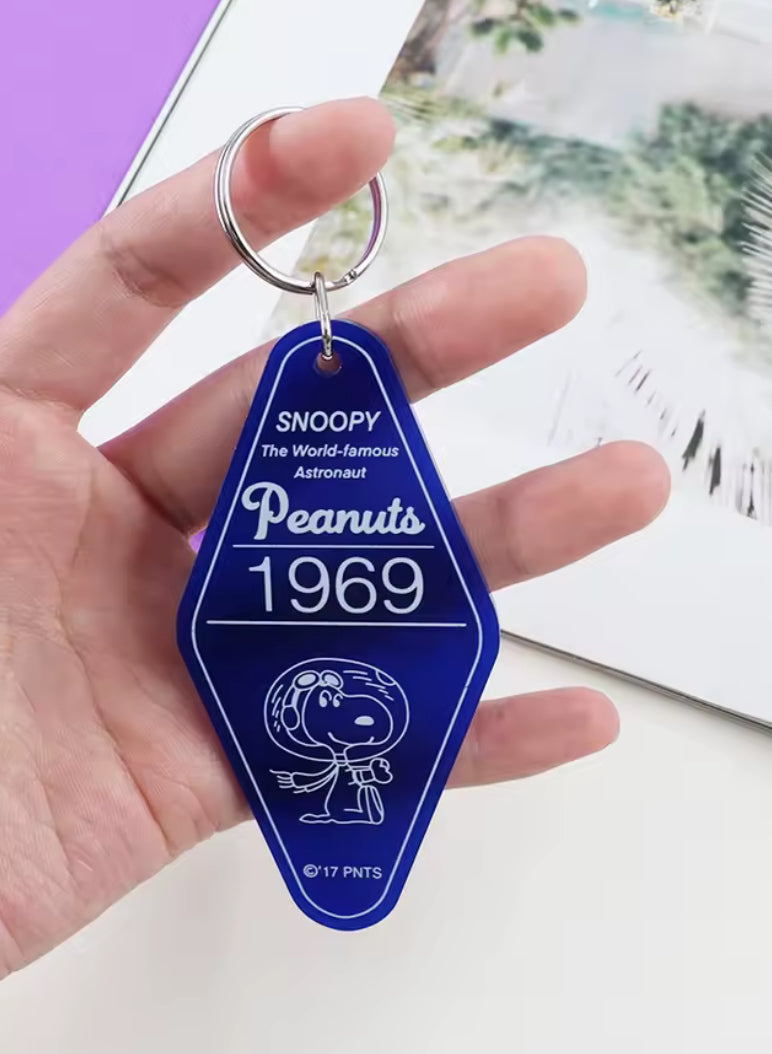 SNOOPY
The World-famous
Astronaut
Peanuts
1969
©'17 PNTS